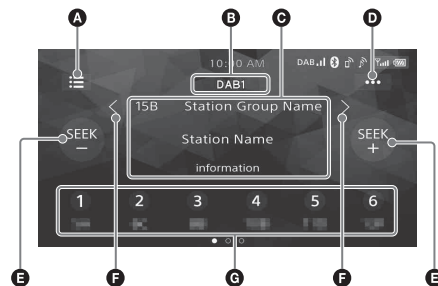 A B C D
10:00 AM DAB
DAB1
15B Station Group Name
SEEK − Station Name SEEK +
information
1 2 3 4 5 6
E F G F E